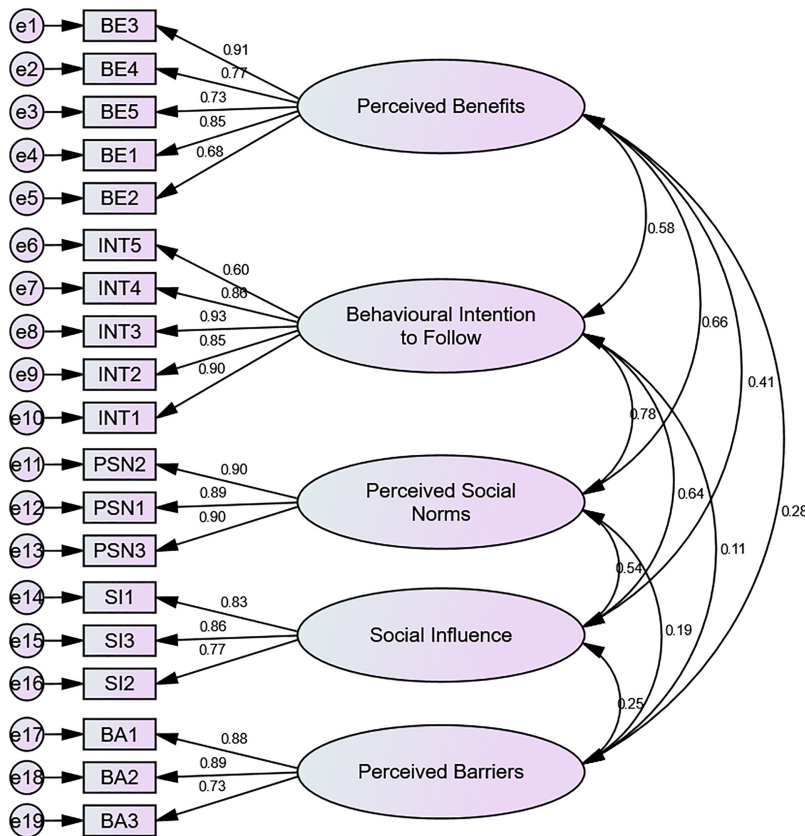 e1 BE3
0.91
e2 BE4
0.77
e3 BE5
0.73
Perceived Benefits
e4 BE1
0.85
e5 BE2
0.68
0.58
e6 INT5
0.60
e7 INT4
0.86
e8 INT3
0.93
Behavioural Intention
to Follow
0.66
e9 INT2
0.85
0.41
e10 INT1
0.90
0.78
e11 PSN2
0.90
e12 PSN1
0.89
Perceived Social
Norms
0.64
0.28
e13 PSN3
0.90
0.11
0.54
e14 SI1
0.83
e15 SI3
0.86
Social Influence
0.19
e16 SI2
0.77
0.25
e17 BA1
0.88
e18 BA2
0.89
Perceived Barriers
e19 BA3
0.73